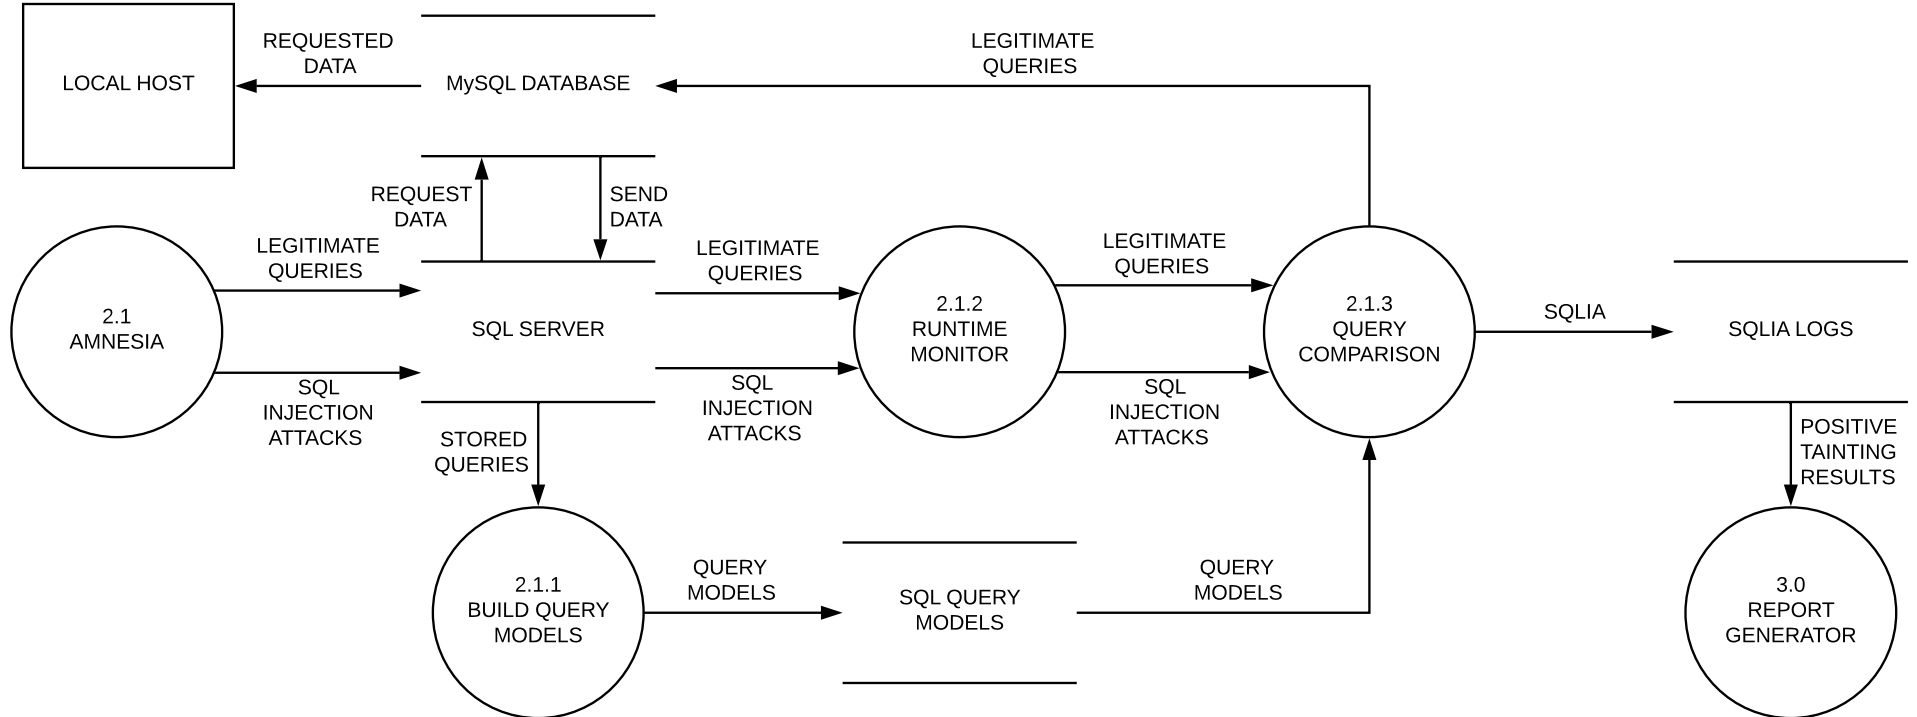 LOCAL HOST
REQUESTED
DATA
MySQL DATABASE
LEGITIMATE
QUERIES
REQUEST
DATA
SEND
DATA
2.1
AMNESIA
LEGITIMATE
QUERIES
SQL
INJECTION
ATTACKS
SQL SERVER
LEGITIMATE
QUERIES
SQL
INJECTION
ATTACKS
2.1.2
RUNTIME
MONITOR
LEGITIMATE
QUERIES
SQL
INJECTION
ATTACKS
2.1.3
QUERY
COMPARISON
SQLIA
SQLIA LOGS
STORED
QUERIES
POSITIVE
TAINTING
RESULTS
2.1.1
BUILD QUERY
MODELS
QUERY
MODELS
SQL QUERY
MODELS
QUERY
MODELS
3.0
REPORT
GENERATOR